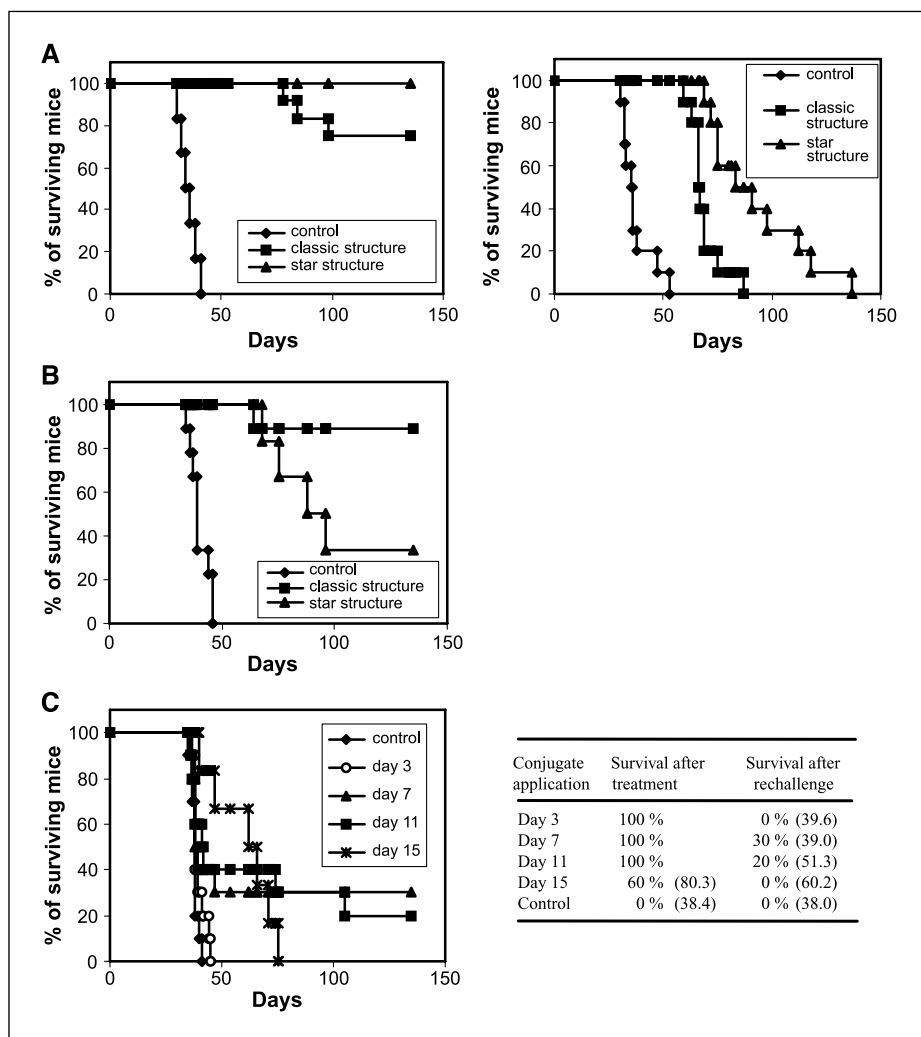 A
% of surviving mice
100
80
60
40
20
0
control
classic structure
star structure
0
50
100
150
Days
% of surviving mice
100
80
60
40
20
0
control
classic
structure
star
structure
0
50
100
150
Days
B
% of surviving mice
100
80
60
40
20
0
control
classic structure
star structure
0
50
100
150
Days
C
% of surviving mice
100
80
60
40
20
0
control
day 3
day 7
day 11
day 15
0
50
100
150
Days
Conjugate Survival after Survival after
application treatment rechallenge
Day 3 100 % 0 % (39.6)
Day 7 100 % 30 % (39.0)
Day 11 100 % 20 % (51.3)
Day 15 60 % (80.3) 0 % (60.2)
Control 0 % (38.4) 0 % (38.0)